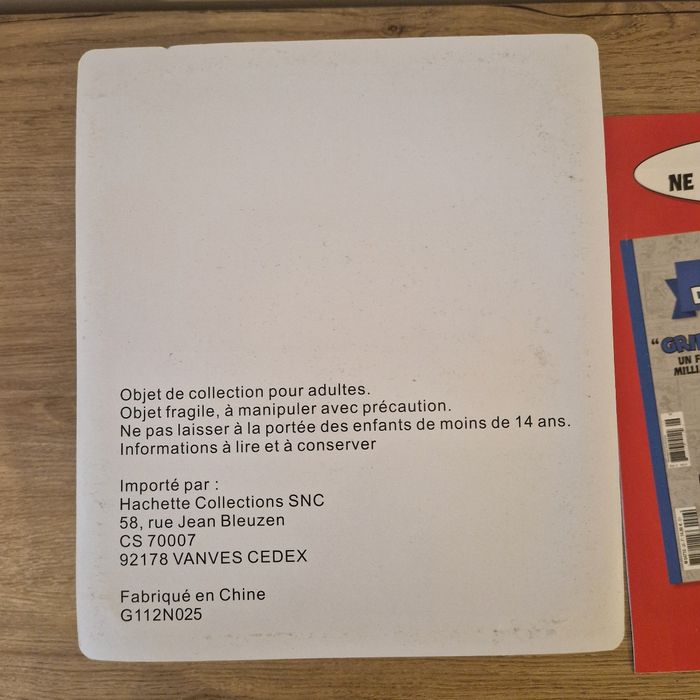 Objet de collection pour adultes.
Objet fragile, à manipuler avec précaution.
Ne pas laisser à la portée des enfants de moins de 14 ans.
Informations à lire et à conserver
Importé par :
Hachette Collections SNC
58, rue Jean Bleuzen
CS 70007
92178 VANVES CEDEX
Fabriqué en Chine
G112N025
NE
UN